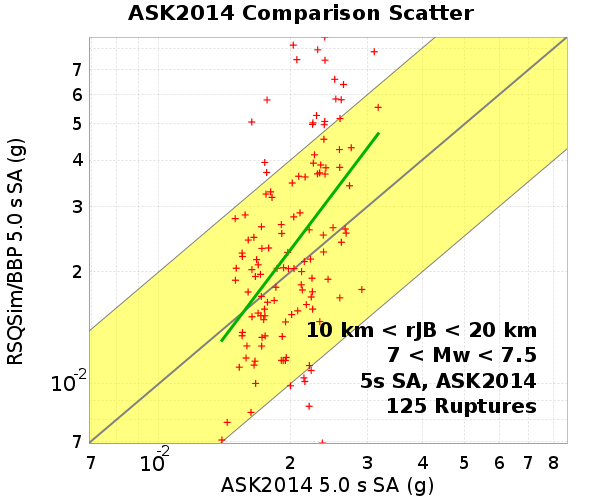 ASK2014 Comparison Scatter
RSQSim/BBP 5.0 s SA (g)
7
6
5
4
3
2
10-2
7
10 km < rJB < 20 km
7 < Mw < 7.5
5s SA, ASK2014
125 Ruptures
7 10-2 2 3 4 5 6 7 8
ASK2014 5.0 s SA (g)